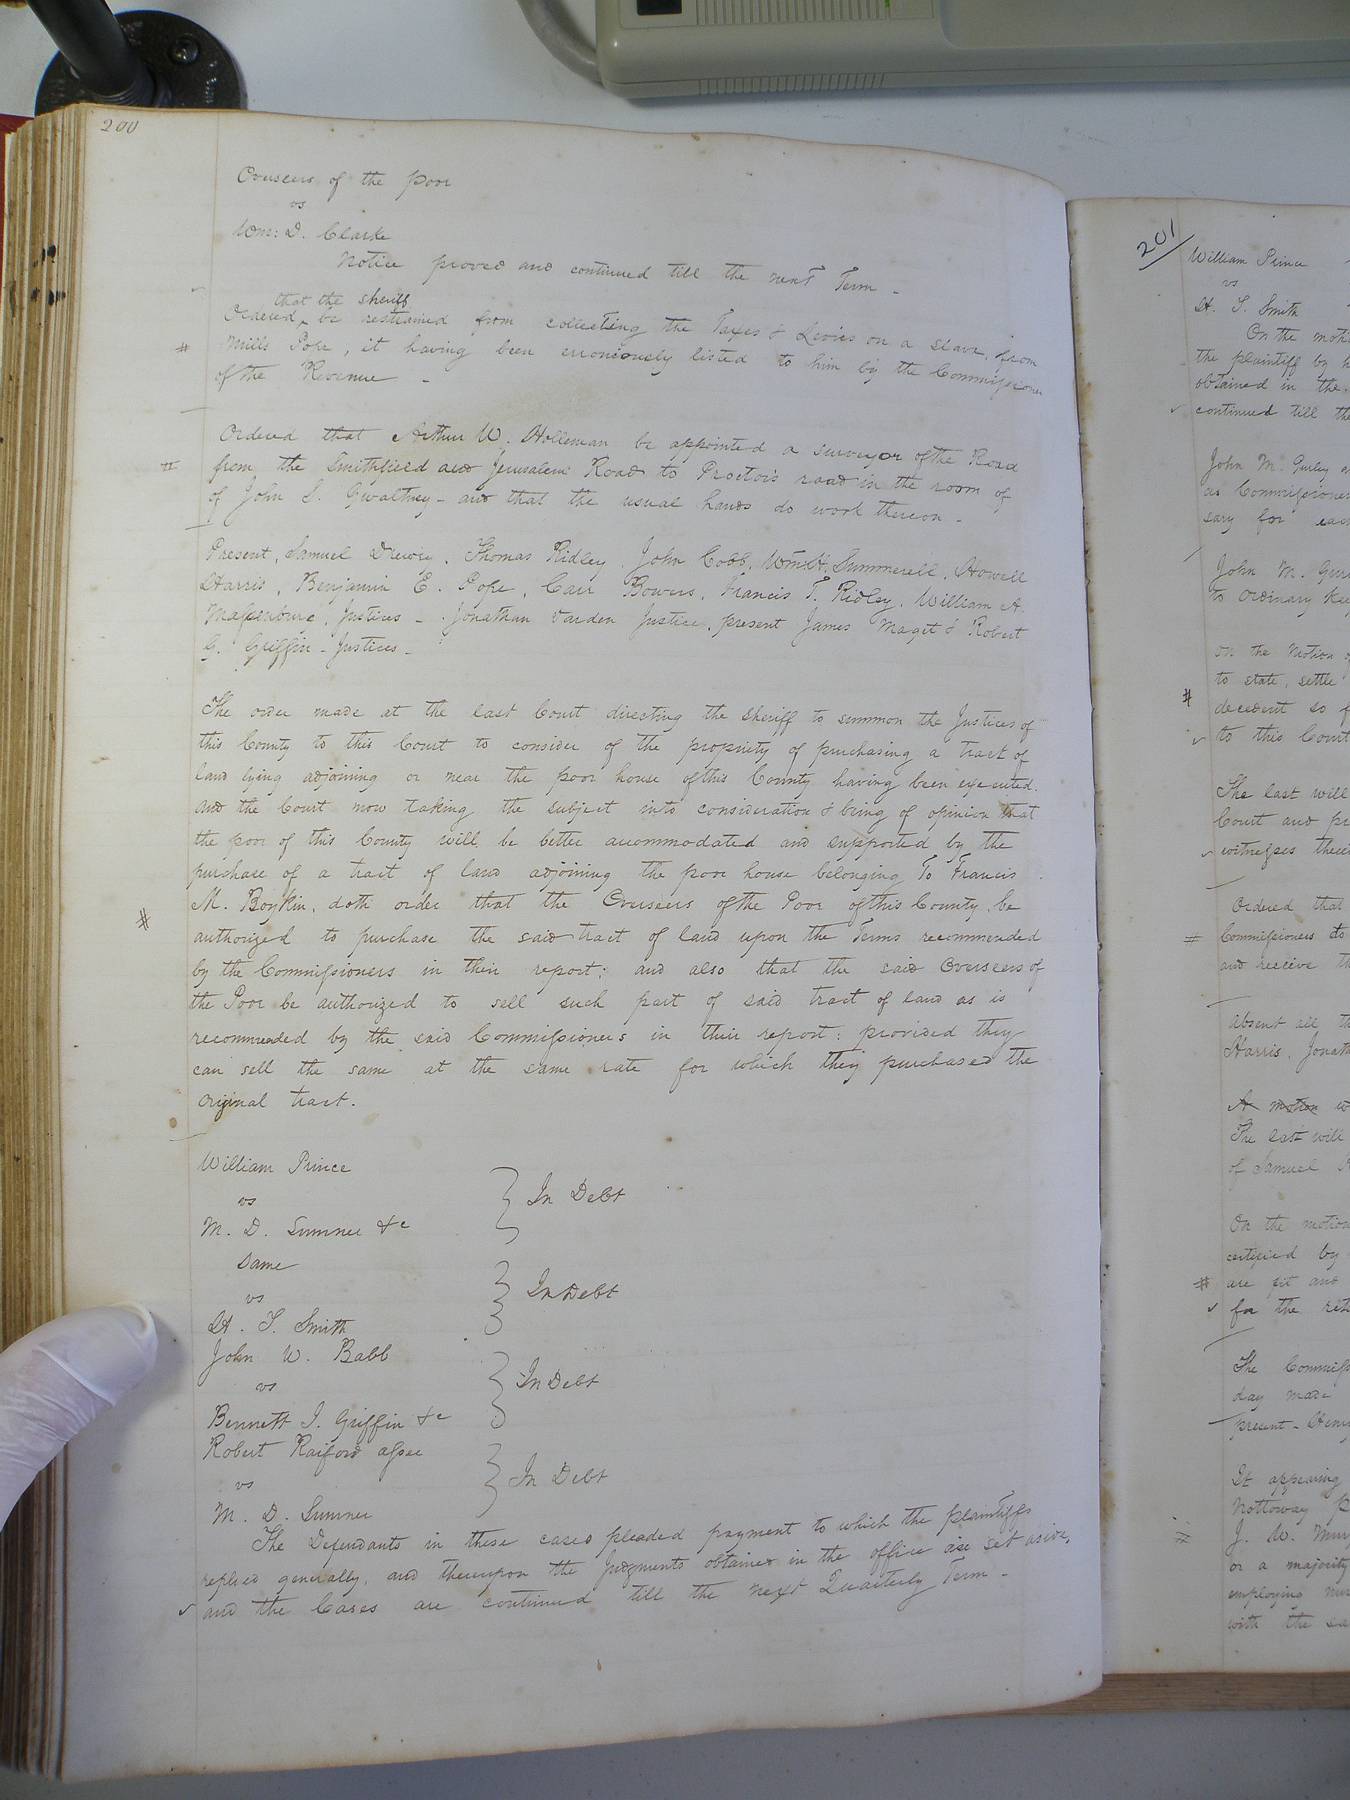 200
Overseers of the poor
vs
Wm: D. Clarke
Notice proved and continued till the next Term -
that the sheriff
Ordered, be restrained from collecting the Taxes & Levies on a slave, from
Mills Pope, it having been erroniously listed to him by the Commissioner
of the Revenue -
Ordered that Arthur W. Holleman be appointed a surveyor of the Road
from the Smithfield and Jerusalem Road to Proctors road in the room of
of John S. Gwaltney - and that the usual hands do work thereon -
Present, Samuel Drewry, Thomas Ridley, John Cobb, Wm H. Summerell, Howell
Harris, Benjamin E. Pope, Carr Bowers, Francis T. Ridley, William A.
Massenburg, Justices - Jonathan Darden Justice, present James Maget & Robert
G. Griffin - Justices -
The order made at the last Court directing the sheriff to summon the Justices of
this County to this Court to consider of the propriety of purchasing a tract of
land lying adjoining or near the poor house of this County having been executed.
And the Court now taking the subject into consideration & being of opinion that
the poor of this County will be better accommodated and supported by the
purchase of a tract of land adjoining the poor house belonging To Francis
M. Boykin, doth order that the Overseers of the Poor of this County be
authorized to purchase the said tract of land upon the Terms recommended
by the Commissioners in their report; and also that the said Overseers of
the Poor be authorized to sell such part of said tract of land as is
recommended by the said Commissioners in their report: provided they
can sell the same at the same rate for which they purchased the
original tract.
William Prince
vs In Debt
M. D. Sumner &c
Same
vs In Debt
H. T. Smith
John W. Babb
vs In Debt
Bennett J. Griffin &c
Robert Raiford assee
vs In Debt
M. D. Sumner
The Defendants in these cases pleaded payment to which the plaintiffs
replied generally, and thereupon the Judgments obtained in the office are set aside,
and the Cases are continued till the next Quarterly Term -
201
William Prince
vs
H. T. Smith
On the moti
the plaintiff by
obtained in the
continued till the
John M. Gurley
as Commissioner
sary for eac
John M. Gur
to Ordinary Kee
on the Motion o
to state, settle
decedent so f
to this Court
The last will
Court and pr
witnesses there
Ordered that
Commissioners to
and receive th
Absent all th
Harris, Jonath
A motion w
The last will
of Samuel
On the motion
certified by
are fit and
for the rete
The Commiss
day made
present - Henry
It appearing
Nottoway
J. W. Mur
or a majority
employing
with the sa